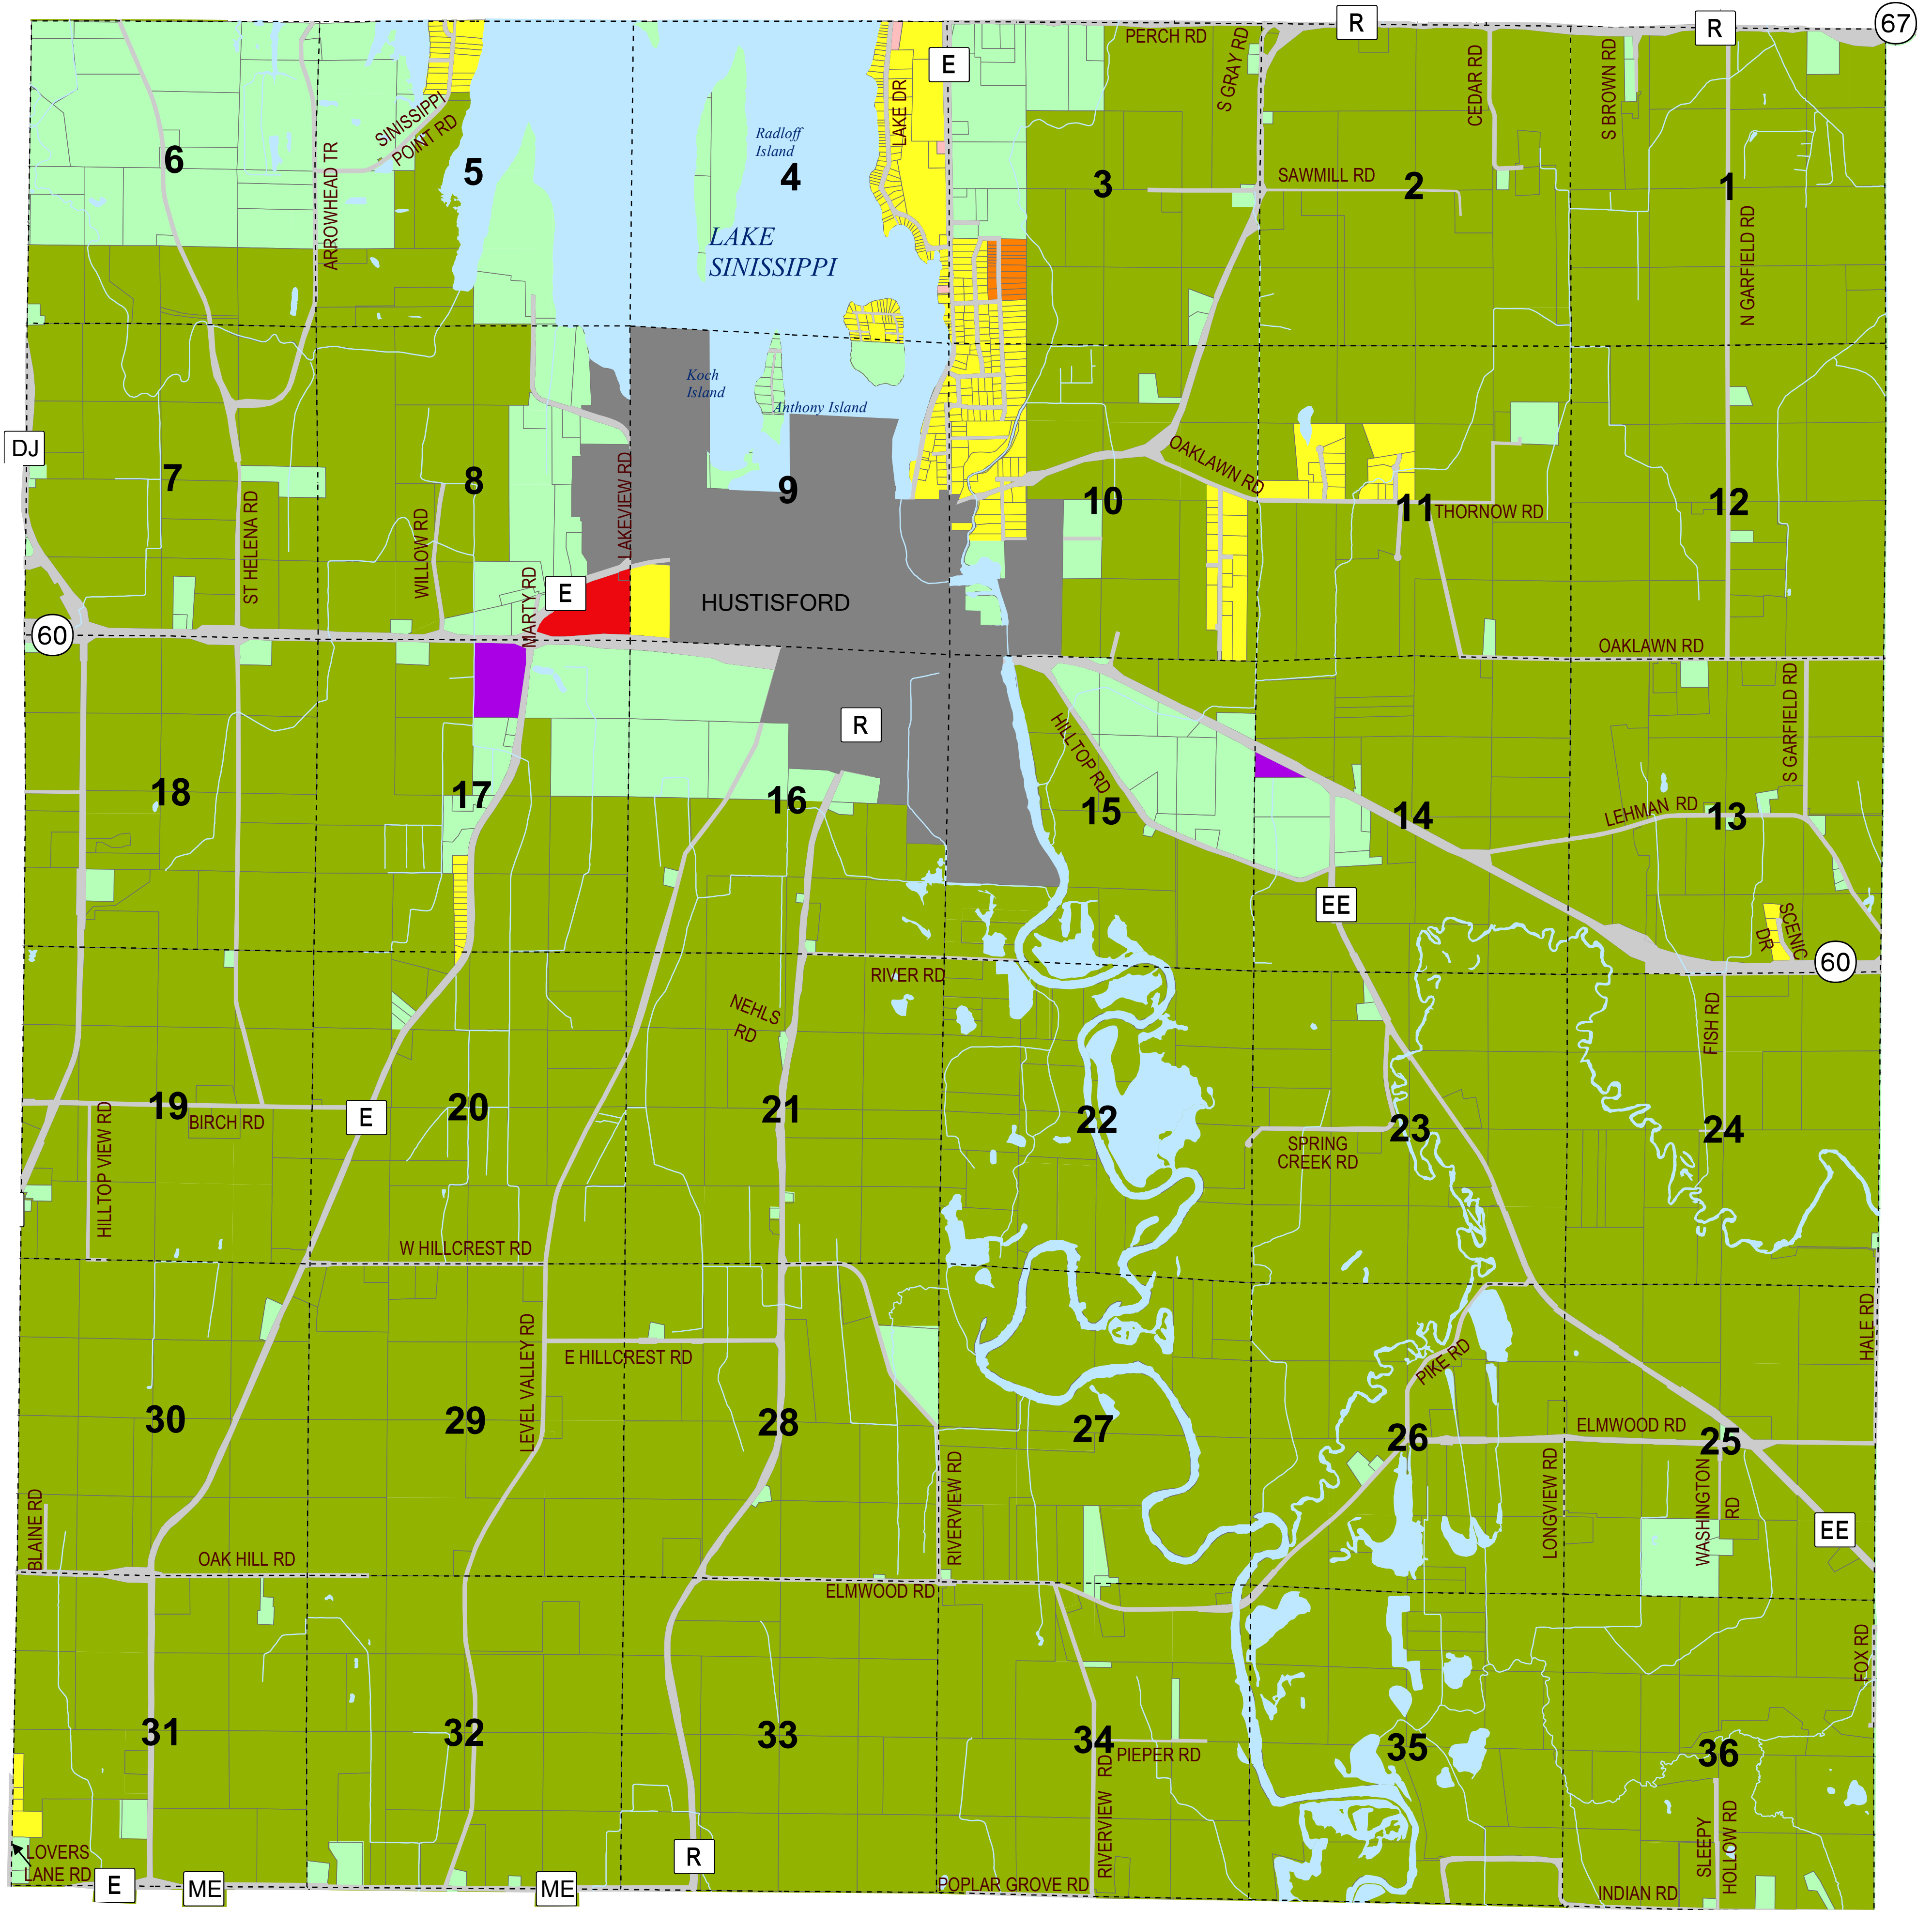 R
R
67
E
PERCH RD
S GRAY RD
CEDAR RD
S BROWN RD
LAKE DR
SINISSIPPI
POINT RD
Radloff
Island
6
5
4
3
2
1
ARROWHEAD TR
SAWMILL RD
N GARFIELD RD
LAKE
SINISSIPPI
Koch
Island
Anthony Island
DJ
OAKLAWN RD
7
8
9
10
11
12
LAKEVIEW RD
ST HELENA RD
WILLOW RD
THORNOW RD
MARTY RD
E
HUSTISFORD
60
OAKLAWN RD
R
HILLTOP RD
S GARFIELD RD
18
17
16
15
14
13
LEHMAN RD
EE
SCENIC
DR
60
RIVER RD
NEHLS
RD
FISH RD
19
20
21
22
23
24
BIRCH RD
E
HILLTOP VIEW RD
SPRING
CREEK RD
W HILLCREST RD
LEVEL VALLEY RD
E HILLCREST RD
HALE RD
PIKE RD
30
29
28
27
26
25
ELMWOOD RD
BLAINE RD
RIVERVIEW RD
LONGVIEW RD
WASHINGTON
RD
EE
OAK HILL RD
ELMWOOD RD
FOX RD
31
32
33
34
35
36
PIEPER RD
RIVERVIEW RD
SLEEPY
HOLLOW RD
LOVERS
LANE RD
E
ME
ME
R
POPLAR GROVE RD
INDIAN RD